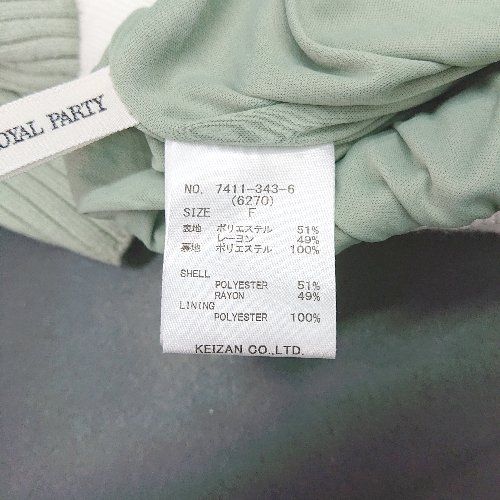 OYAL PARTY
NO. 7411-343-6
(6270)
SIZE F
表地 ポリエステル 51%
レーヨン 49%
裏地 ポリエステル 100%
SHELL
POLYESTER 51%
RAYON 49%
LINING
POLYESTER 100%
KEIZAN CO.,LTD.